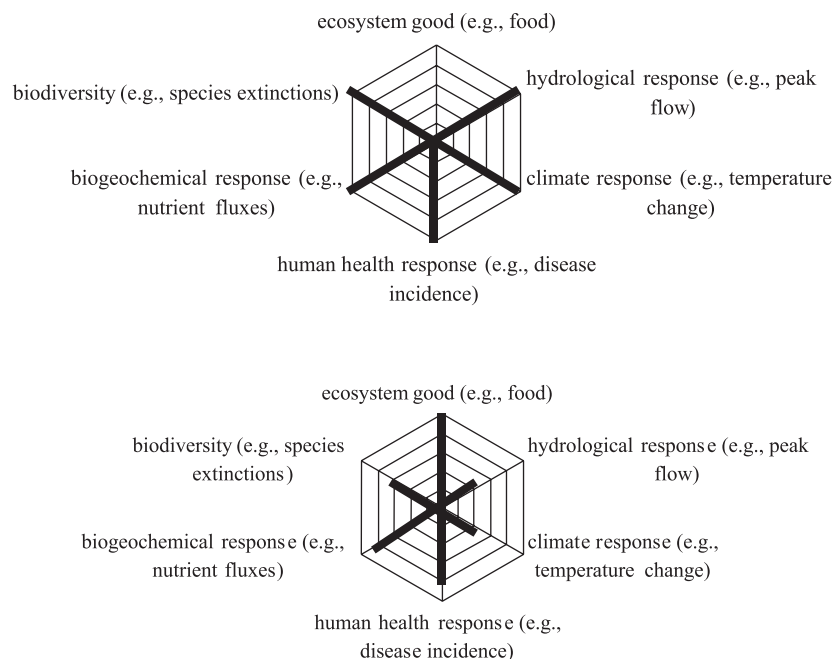 ecosystem good (e.g., food)
biodiversity (e.g., species extinctions)
hydrological response (e.g., peak
flow)
biogeochemical response (e.g.,
nutrient fluxes)
climate response (e.g., temperature
change)
human health response (e.g., disease
incidence)
ecosystem good (e.g., food)
biodiversity (e.g., species
extinctions)
hydrological response (e.g., peak
flow)
biogeochemical response (e.g.,
nutrient fluxes)
climate response (e.g.,
temperature change)
human health response (e.g.,
disease incidence)